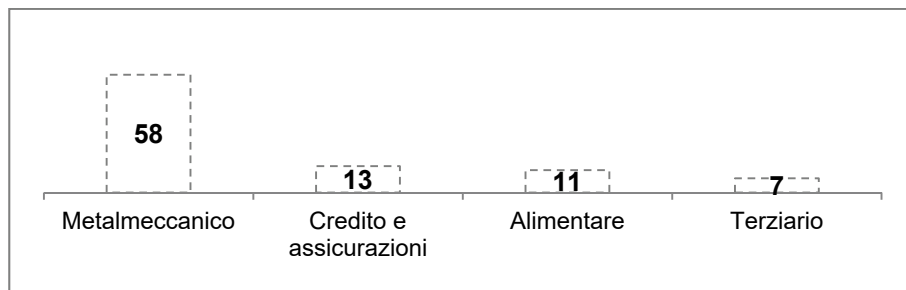 58
13
11
7
Metalmeccanico
Credito e
assicurazioni
Alimentare
Terziario